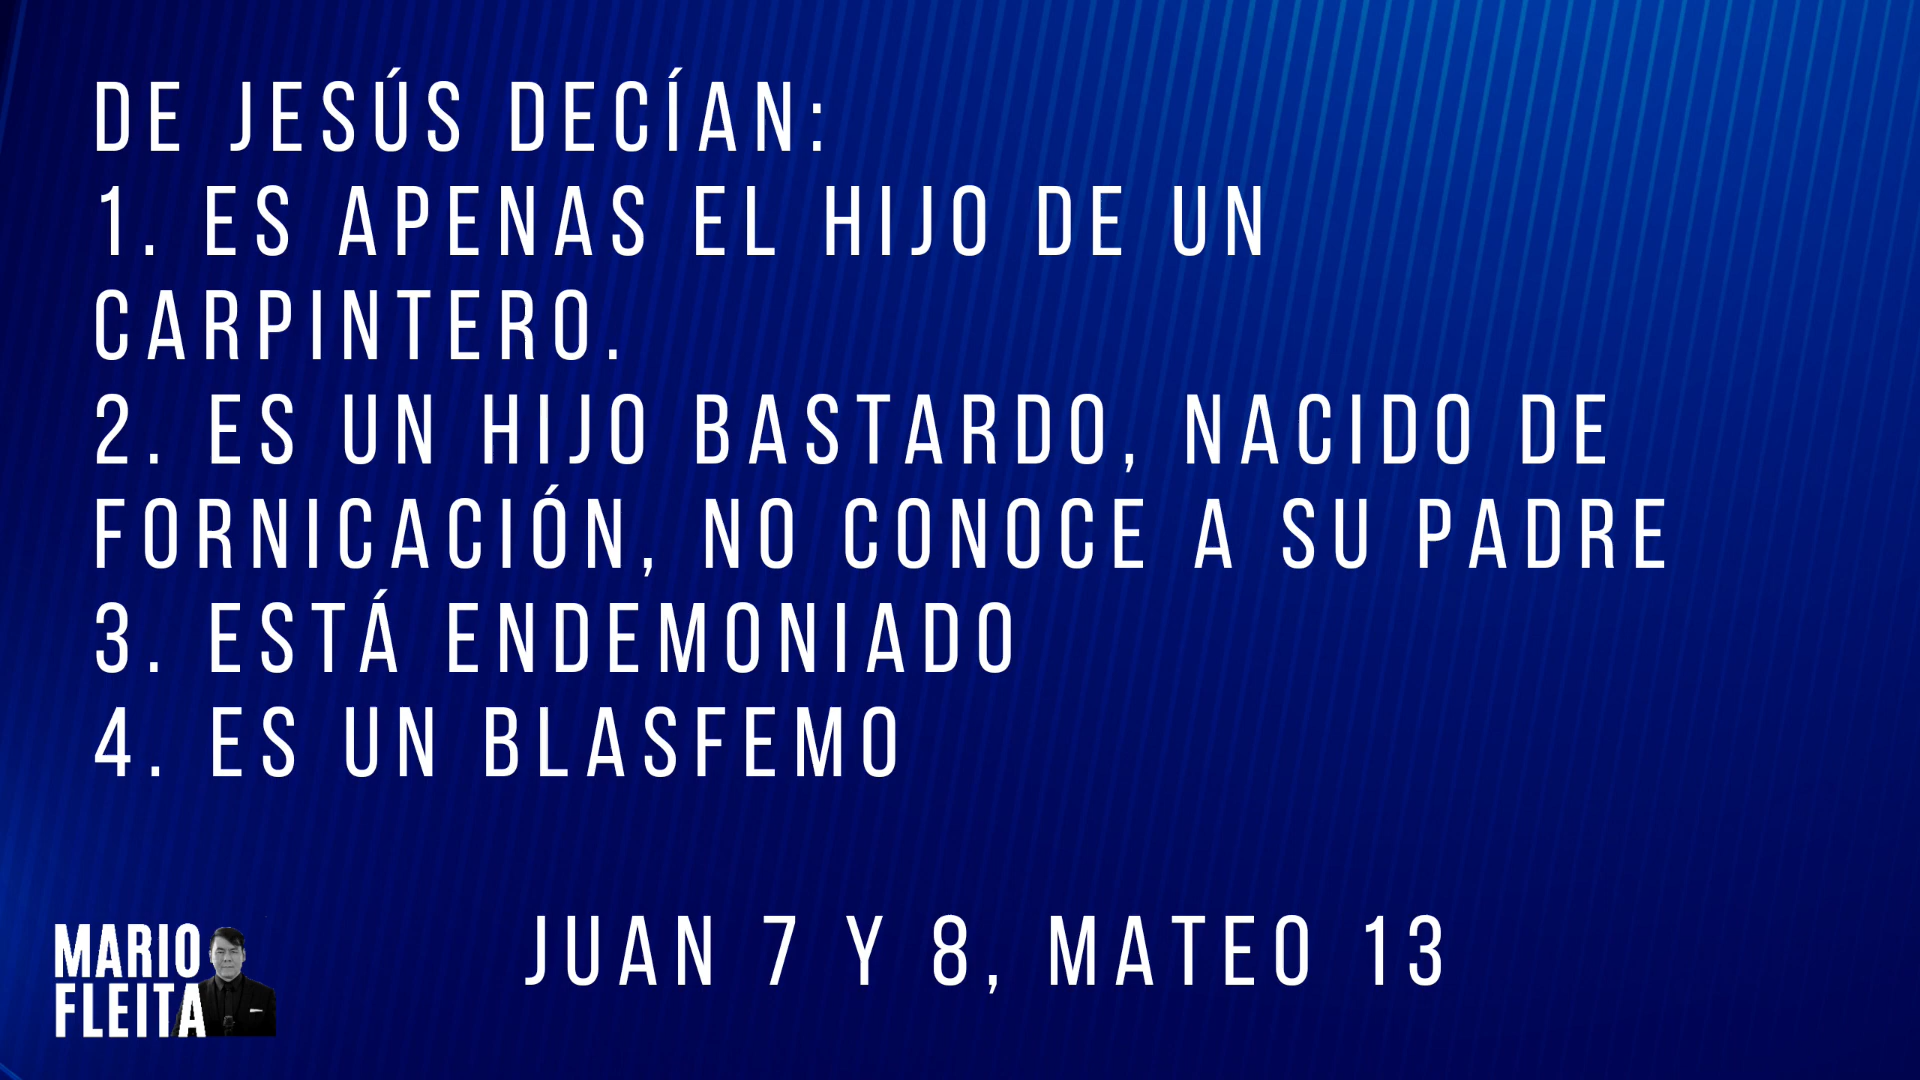 DE JESÚS DECÍAN:
1. ES APENAS EL HIJO DE UN
CARPINTERO.
2. ES UN HIJO BASTARDO, NACIDO DE
FORNICACIÓN, NO CONOCE A SU PADRE
3. ESTÁ ENDEMONIADO
4. ES UN BLASFEMO
JUAN 7 Y 8, MATEO 13
MARIO
FLEITA